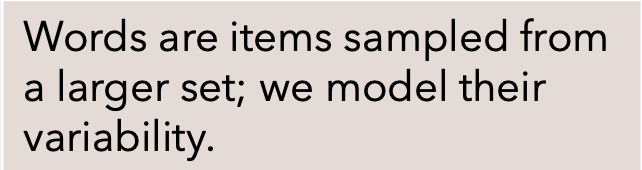 Words are items sampled from
a larger set; we model their
variability.